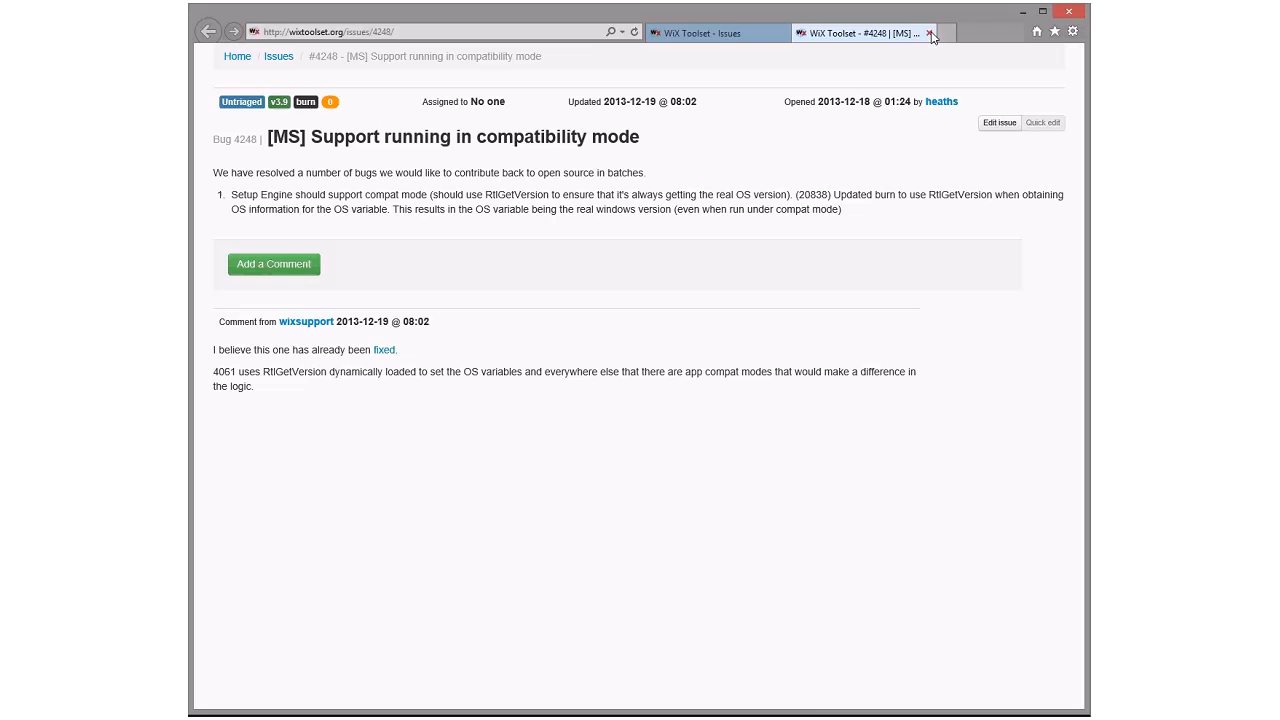 http://wixtoolset.org/issues/4248/
WiX Toolset - Issues
WiX Toolset - #4248 | [MS] ...
Home / Issues / #4248 - [MS] Support running in compatibility mode
Untriaged v3.9 burn 0 Assigned to No one Updated 2013-12-19 @ 08:02 Opened 2013-12-18 @ 01:24 by heaths
Edit issue Quick edit
Bug 4248 | [MS] Support running in compatibility mode
We have resolved a number of bugs we would like to contribute back to open source in batches.
1. Setup Engine should support compat mode (should use RtlGetVersion to ensure that it's always getting the real OS version). (20838) Updated burn to use RtlGetVersion when obtaining
OS information for the OS variable. This results in the OS variable being the real windows version (even when run under compat mode)
Add a Comment
Comment from wixsupport 2013-12-19 @ 08:02
I believe this one has already been fixed.
4061 uses RtlGetVersion dynamically loaded to set the OS variables and everywhere else that there are app compat modes that would make a difference in
the logic.